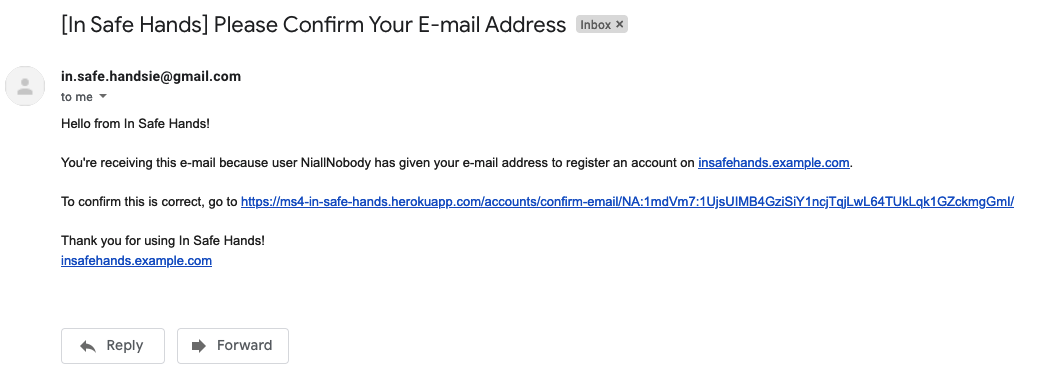 [In Safe Hands] Please Confirm Your E-mail Address Inbox ×
in.safe.handsie@gmail.com
to me
Hello from In Safe Hands!
You're receiving this e-mail because user NiallNobody has given your e-mail address to register an account on insafehands.example.com.
To confirm this is correct, go to https://ms4-in-safe-hands.herokuapp.com/accounts/confirm-email/NA:1mdVm7:1UjsUIMB4GziSiY1ncjTqjLwL64TUkLqk1GZckmgGmI/
Thank you for using In Safe Hands!
insafehands.example.com
Reply Forward